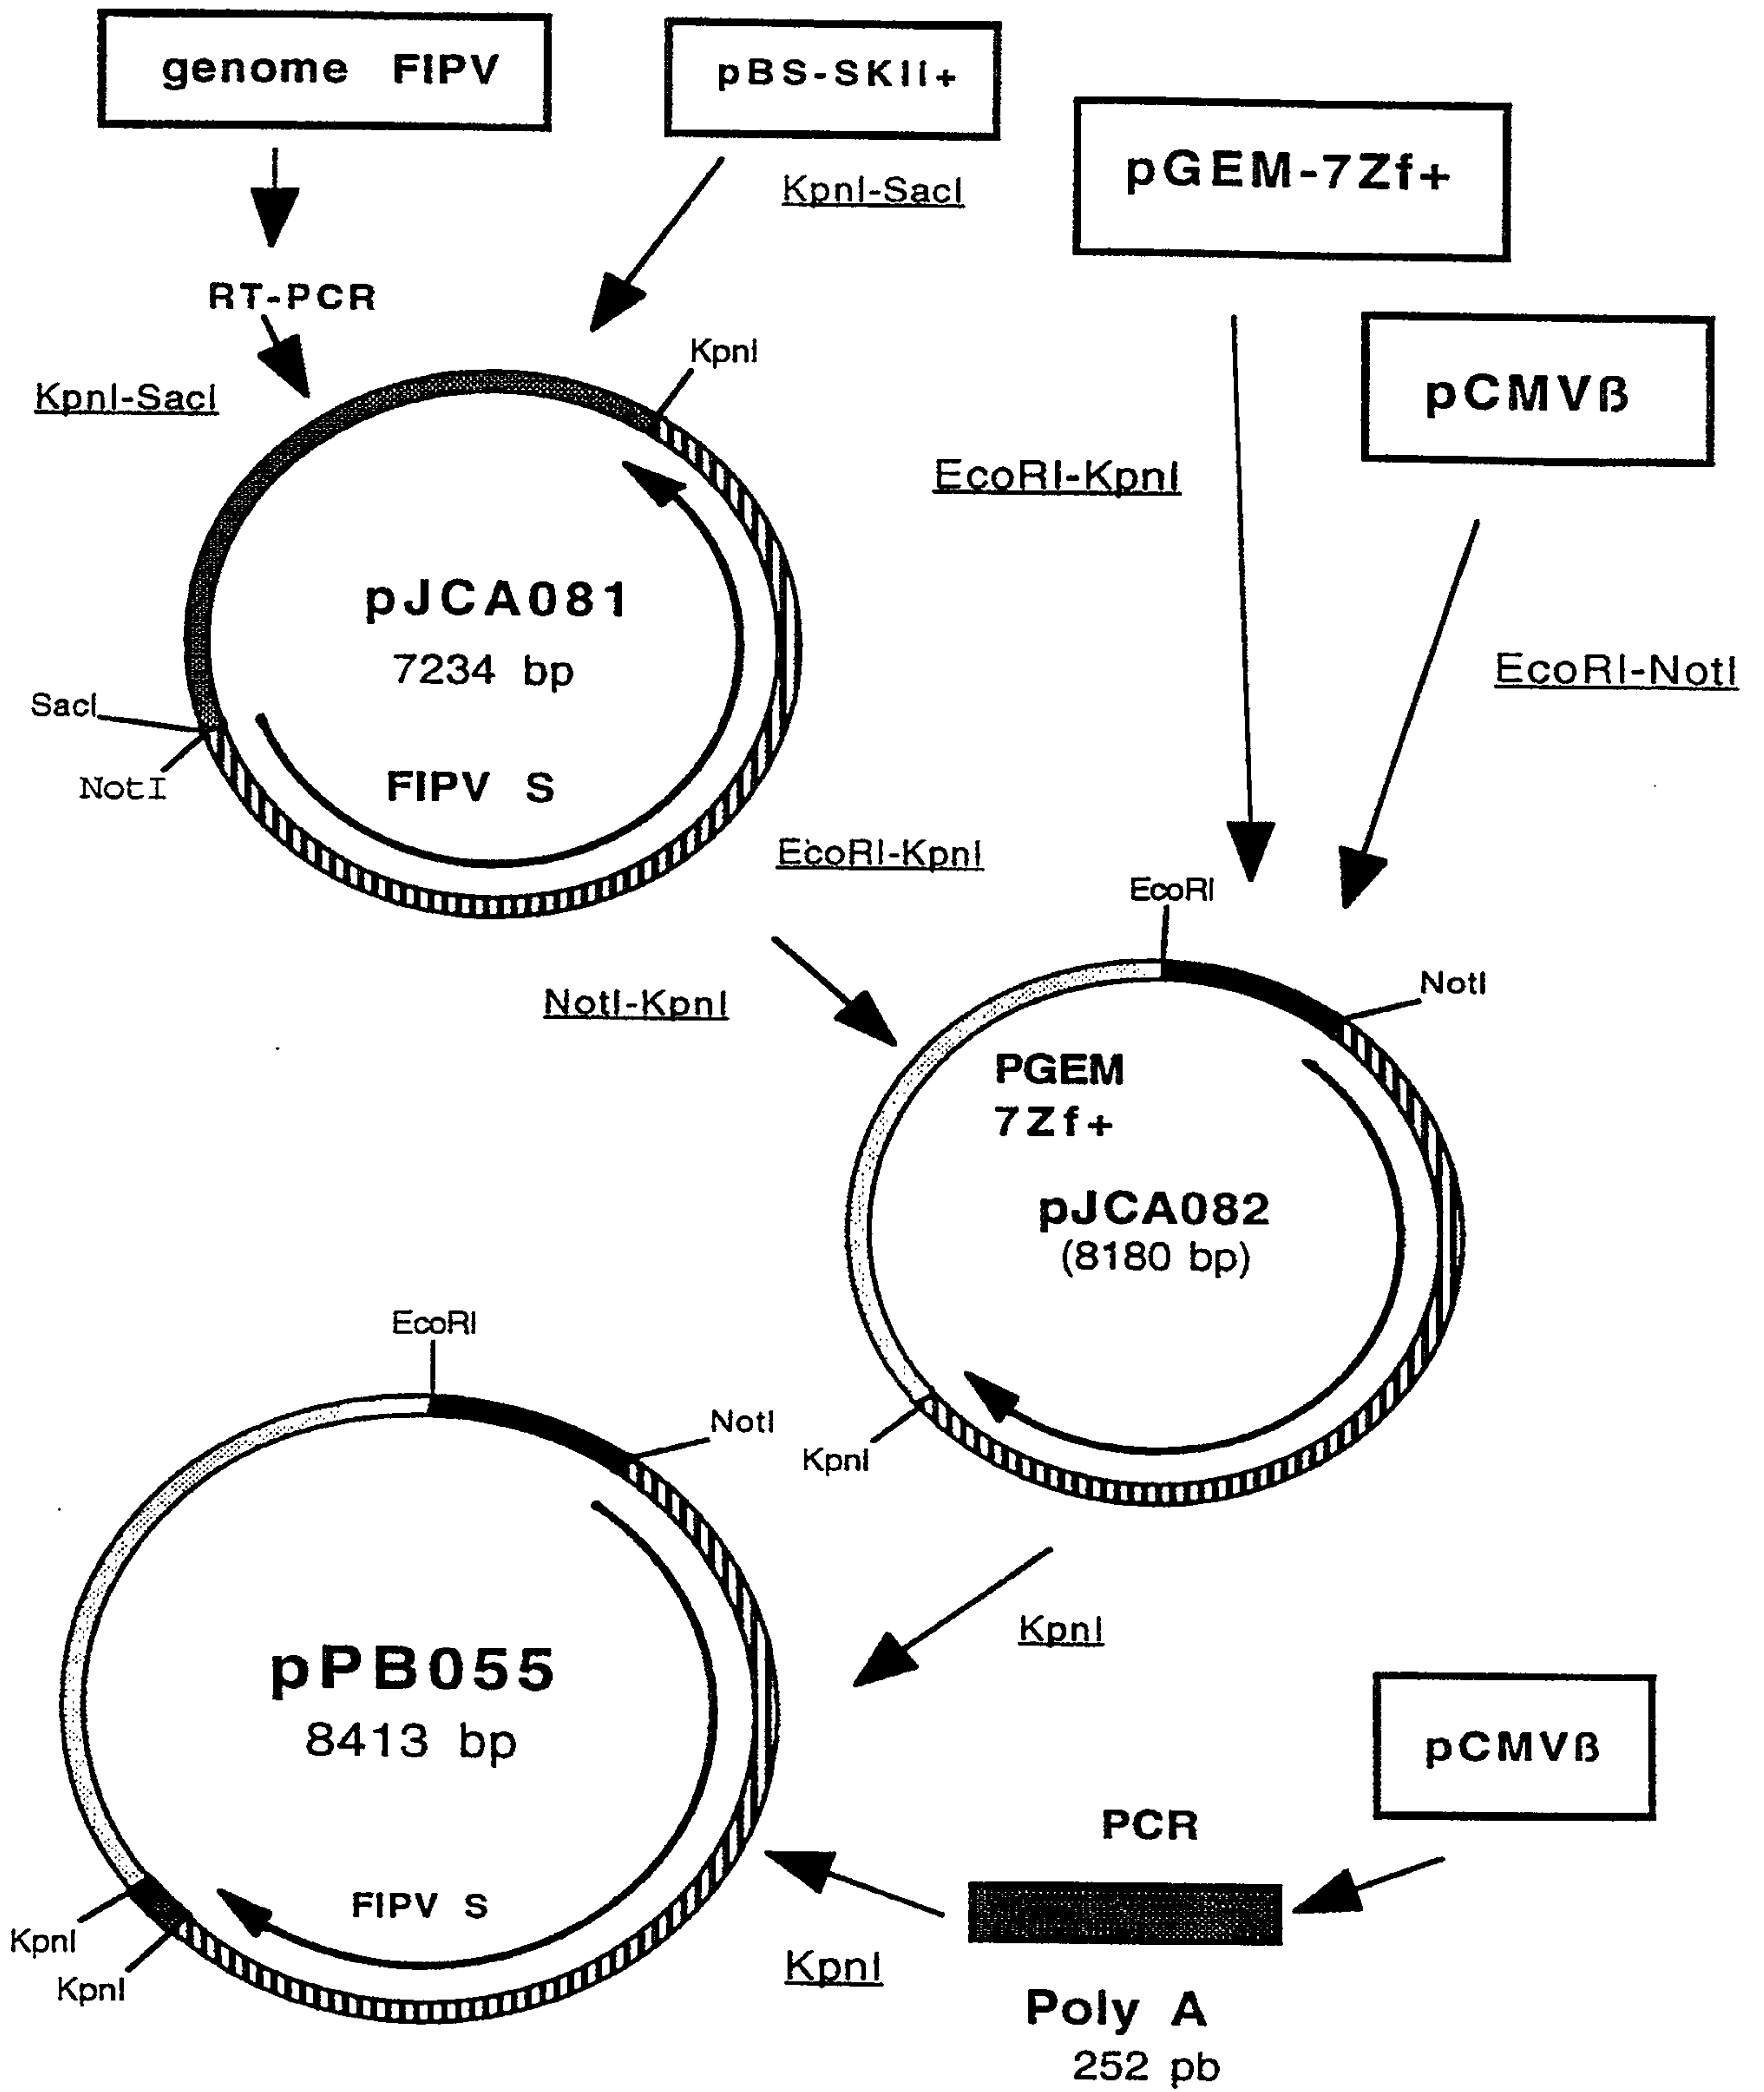 genome FIPV
pBS-SKII+
pGEM-7Zf+
KpnI-SacI
RT-PCR
pCMVß
KpnI
KpnI-SacI
EcoRI-KpnI
pJCA081
7234 bp
EcoRI-NotI
SacI
NotI
FIPV S
EcoRI-KpnI
EcoRI
NotI
NotI-KpnI
PGEM
7Zf+
pJCA082
(8180 bp)
EcoRI
NotI
KpnI
KpnI
pPB055
8413 bp
pCMVß
PCR
FIPV S
KpnI
KpnI
KpnI
Poly A
252 pb